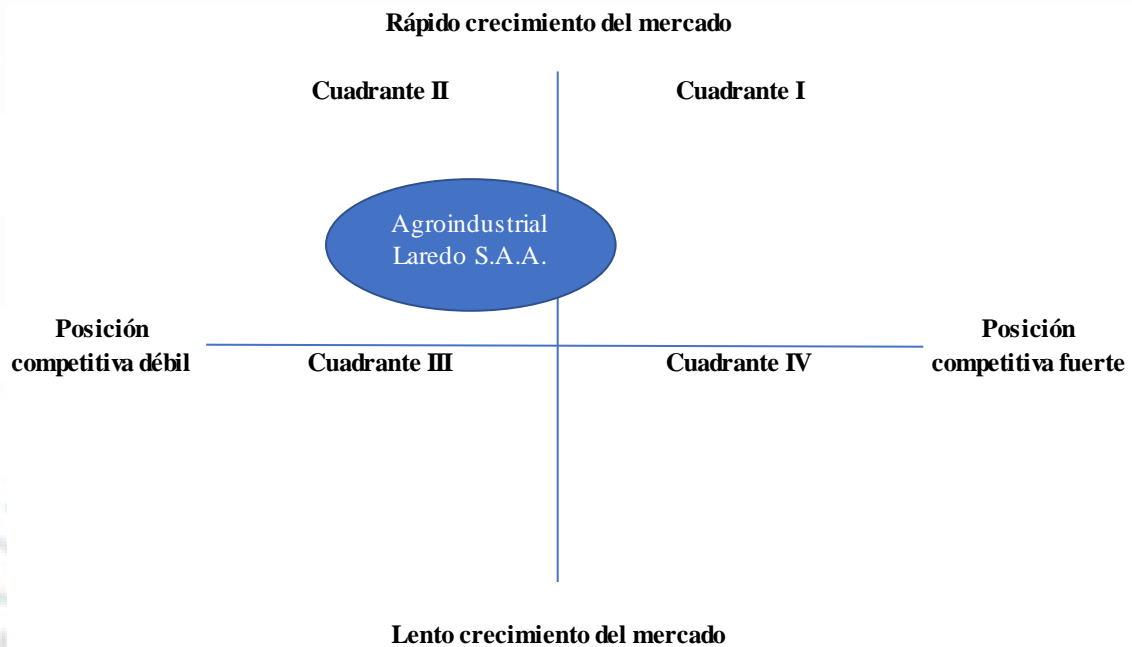 Rápido crecimiento del mercado
Cuadrante II
Cuadrante I
Agroindustrial
Laredo S.A.A.
Posición
competitiva débil
Posición
competitiva fuerte
Cuadrante III
Cuadrante IV
Lento crecimiento del mercado